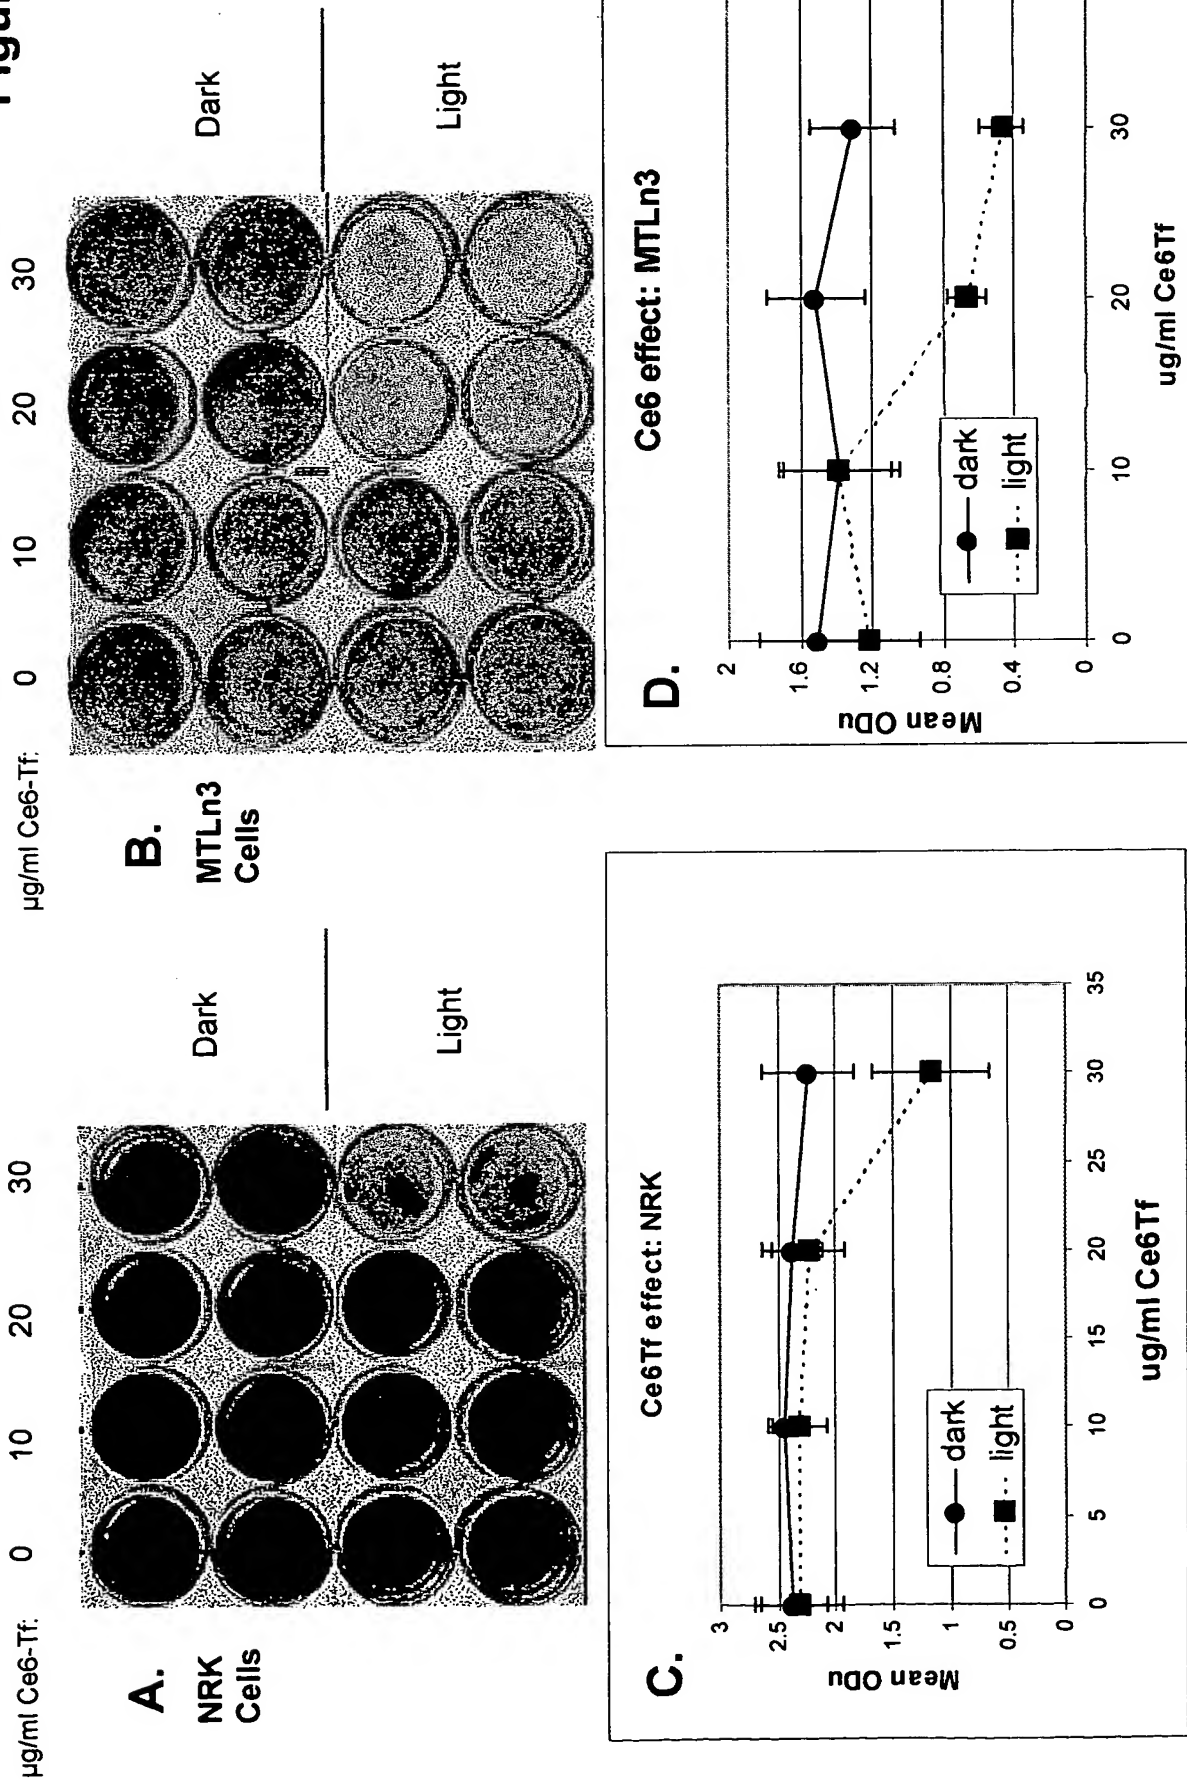 Figu
µg/ml Ce6-Tf: 0 10 20 30
A.
NRK
Cells
Dark
Light
µg/ml Ce6-Tf: 0 10 20 30
B.
MTLn3
Cells
Dark
Light
C.
Ce6Tf effect: NRK
Mean ODu
3
2.5
2
1.5
1
0.5
0
0 5 10 15 20 25 30 35
ug/ml Ce6Tf
dark
light
D.
Ce6 effect: MTLn3
Mean ODu
2
1.6
1.2
0.8
0.4
0
0 10 20 30
ug/ml Ce6Tf
dark
light